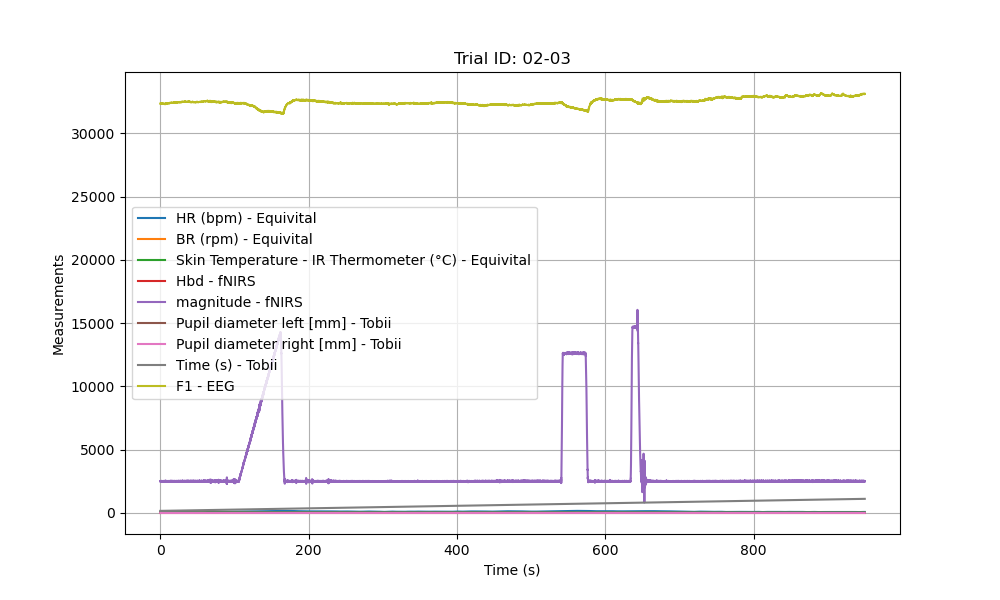 Trial ID: 02-03
30000
25000
20000
15000
10000
5000
0
Measurements
HR (bpm) - Equivital
BR (rpm) - Equivital
Skin Temperature - IR Thermometer (°C) - Equivital
Hbd - fNIRS
magnitude - fNIRS
Pupil diameter left [mm] - Tobii
Pupil diameter right [mm] - Tobii
Time (s) - Tobii
F1 - EEG
0 200 400 600 800
Time (s)